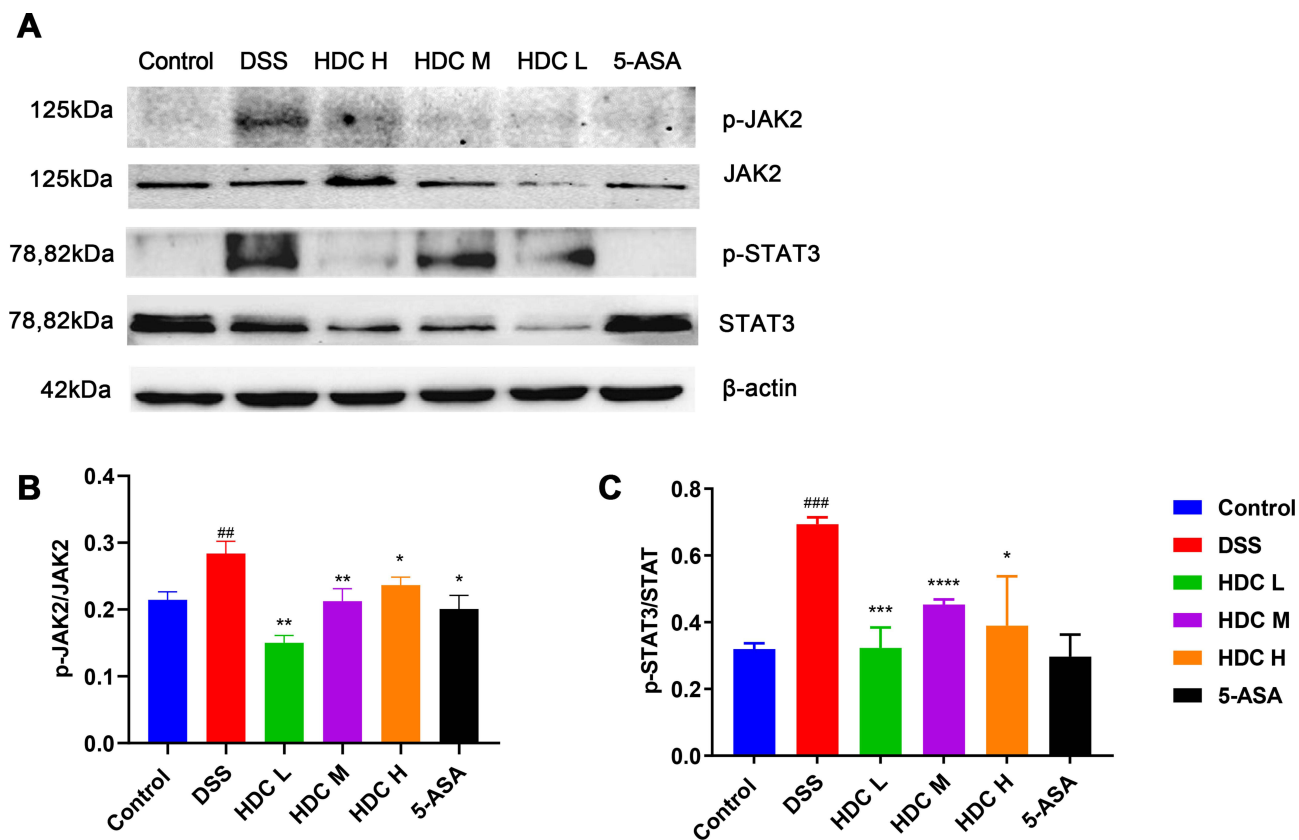 A
Control DSS HDC H HDC M HDC L 5-ASA
125kDa p-JAK2
125kDa JAK2
78,82kDa p-STAT3
78,82kDa STAT3
42kDa β-actin
B
p-JAK2/JAK2
0.4
0.3
0.2
0.1
0.0
##
**
**
*
*
Control DSS HDC L HDC M HDC H 5-ASA
C
p-STAT3/STAT
0.8
0.6
0.4
0.2
0.0
###
***
****
*
Control DSS HDC L HDC M HDC H 5-ASA
Control
DSS
HDC L
HDC M
HDC H
5-ASA